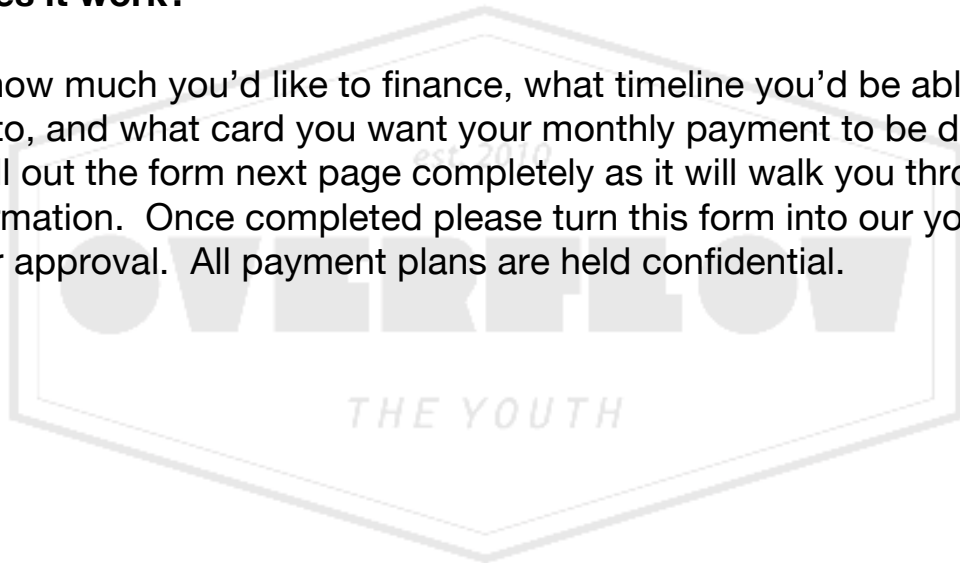 es it work?
how much you’d like to finance, what timeline you’d be abl
to, and what card you want your monthly payment to be d
ll out the form next page completely as it will walk you thro
rmation.  Once completed please turn this form into our yo
r approval.  All payment plans are held confidential.
est. 2010
OVERFLOW
THE YOUTH